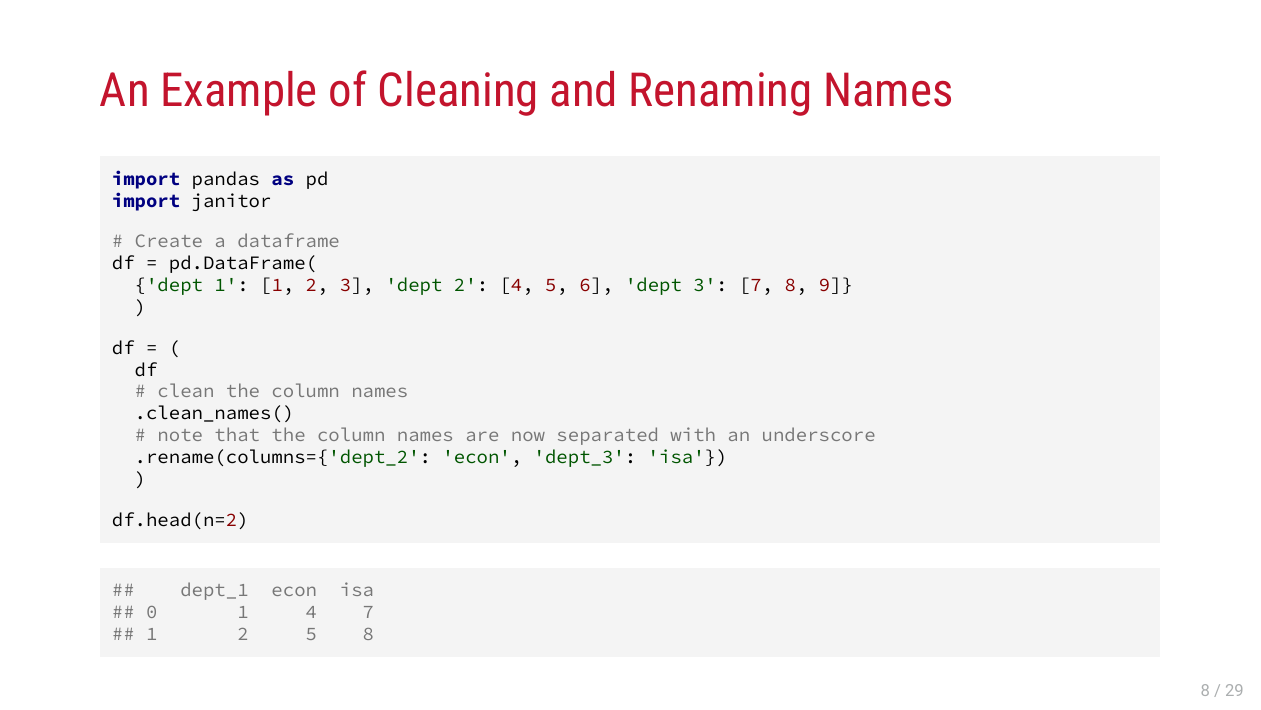 An Example of Cleaning and Renaming Names
import pandas as pd
import janitor
# Create a dataframe
df = pd.DataFrame(
  {'dept 1': [1, 2, 3], 'dept 2': [4, 5, 6], 'dept 3': [7, 8, 9]}
  )
df = (
  df
  # clean the column names
  .clean_names()
  # note that the column names are now separated with an underscore
  .rename(columns={'dept_2': 'econ', 'dept_3': 'isa'})
  )
df.head(n=2)
##    dept_1  econ  isa
## 0       1     4    7
## 1       2     5    8
8 / 29